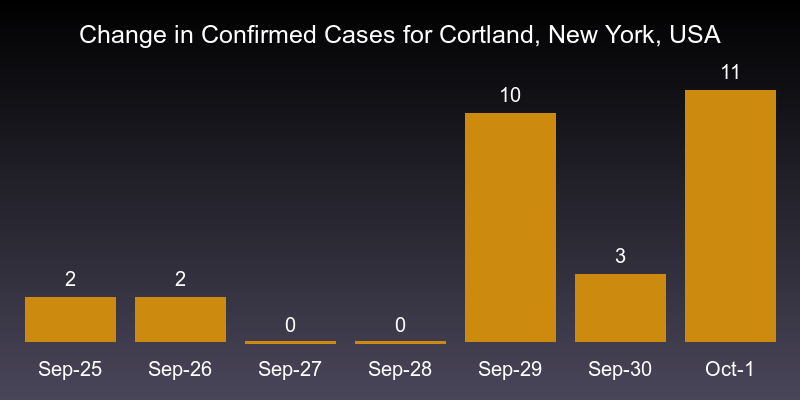 Change in Confirmed Cases for Cortland, New York, USA
2
2
0
0
10
3
11
Sep-25
Sep-26
Sep-27
Sep-28
Sep-29
Sep-30
Oct-1